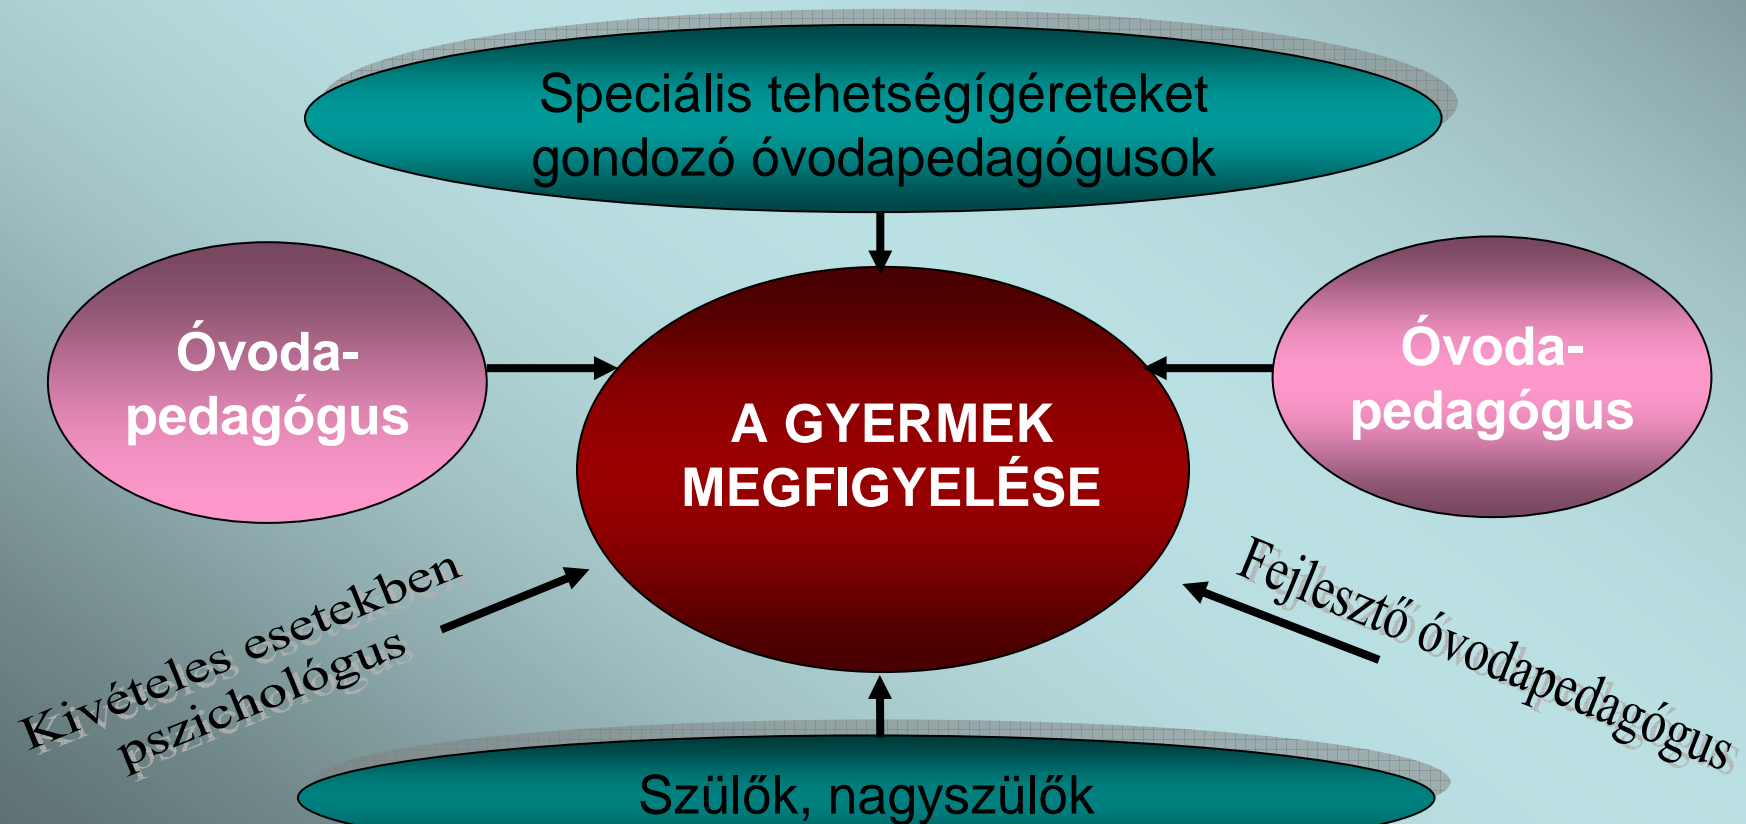 Speciális tehetségígéreteket
gondozó óvodapedagógusok
Óvoda-
pedagógus
A GYERMEK
MEGFIGYELÉSE
Óvoda-
pedagógus
Kivételes esetekben
pszichológus
Fejlesztő óvodapedagógus
Szülők, nagyszülők